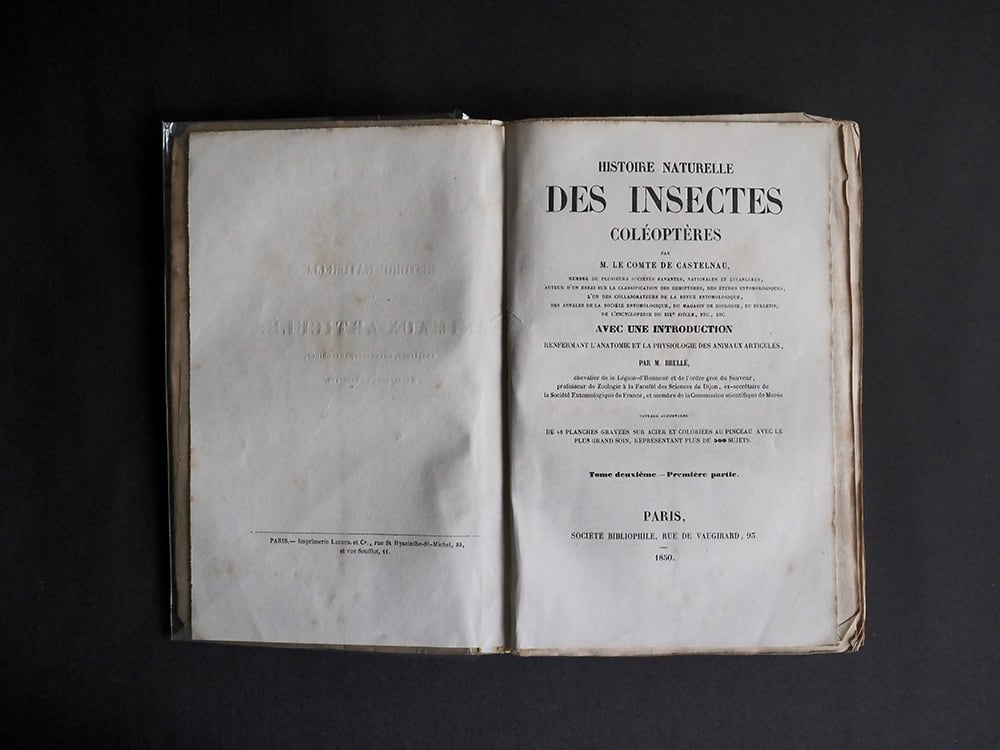 PARIS.— Imprimerie LACOUR et Ce., rue St Hyacinthe-St-Michel, 33,
et rue Soufflot, 11.
HISTOIRE NATURELLE
DES INSECTES
COLÉOPTÈRES
PAR
M. LE COMTE DE CASTELNAU,
MEMBRE DE PLUSIEURS SOCIÉTÉS SAVANTES, NATIONALES ET ÉTRANGÈRES,
AUTEUR D'UN ESSAI SUR LA CLASSIFICATION DES HÉMIPTÈRES, DES ÉTUDES ENTOMOLOGIQUES,
L'UN DES COLLABORATEURS DE LA REVUE ENTOMOLOGIQUE,
DES ANNALES DE LA SOCIÉTÉ ENTOMOLOGIQUE, DU MAGASIN DE ZOOLOGIE, DU BULLETIN,
DE L'ENCYCLOPÉDIE DU XIXe SIÈCLE, ETC., ETC.
AVEC UNE INTRODUCTION
RENFERMANT L'ANATOMIE ET LA PHYSIOLOGIE DES ANIMAUX ARTICULÉS,
PAR M. BRULLÉ,
chevalier de la Légion-d'Honneur et de l'ordre grec du Sauveur,
professeur de Zoologie à la Faculté des Sciences de Dijon, ex-secrétaire de
la Société Entomologique de France, et membre de la Commission scientifique de Morée
OUVRAGE ACCOMPAGNÉ
DE 46 PLANCHES GRAVÉES SUR ACIER ET COLORIÉES AU PINCEAU AVEC LE
PLUS GRAND SOIN, REPRÉSENTANT PLUS DE 500 SUJETS.
Tome deuxième.—Première partie.
PARIS,
SOCIÉTÉ BIBLIOPHILE, RUE DE VAUGIRARD, 93.
1850.